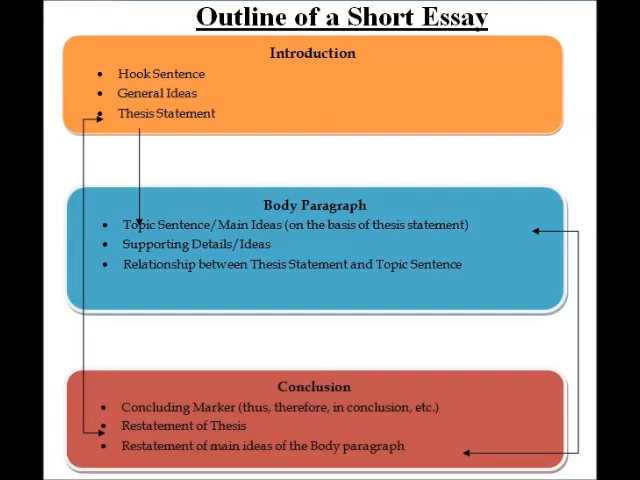 Outline of a Short Essay
Introduction
• Hook Sentence
• General Ideas
• Thesis Statement
Body Paragraph
• Topic Sentence/Main Ideas (on the basis of thesis statement)
• Supporting Details/Ideas
• Relationship between Thesis Statement and Topic Sentence
Conclusion
• Concluding Marker (thus, therefore, in conclusion, etc.)
• Restatement of Thesis
• Restatement of main ideas of the Body paragraph